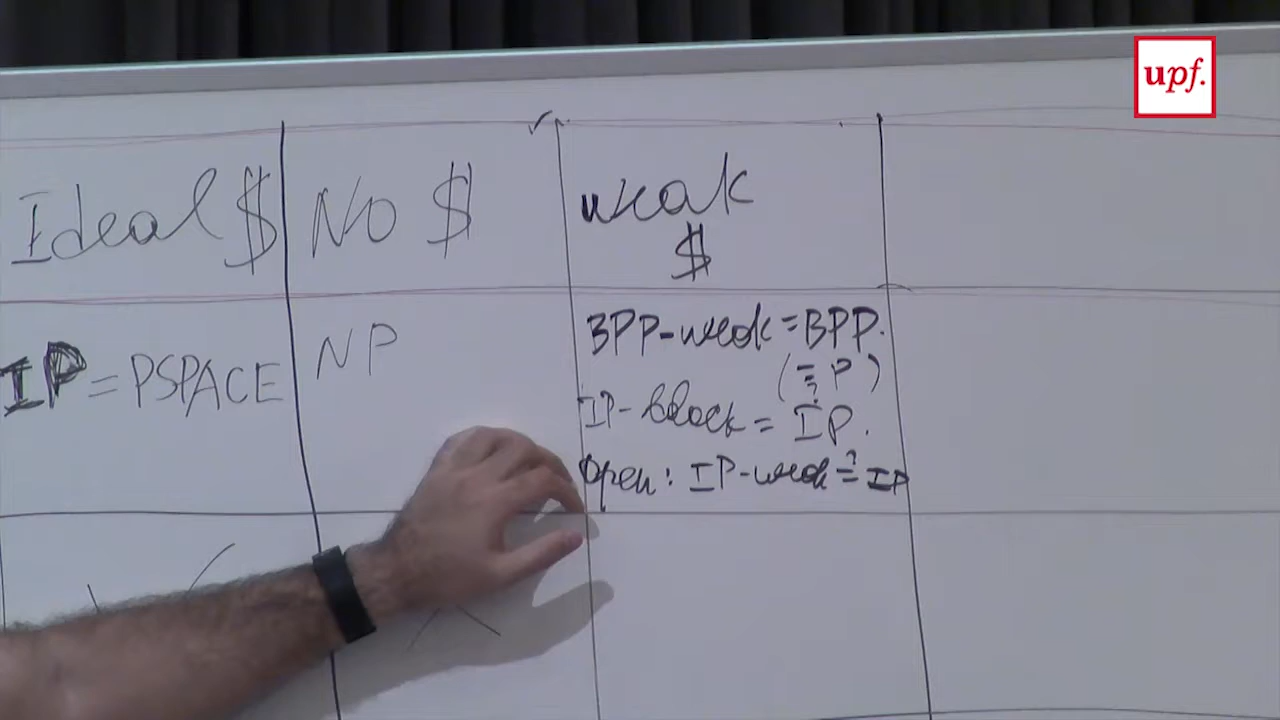 upf.
Ideal $
No $
weak
$
IP = PSPACE
NP
BPP-weak = BPP.
(=? P)
IP-block = IP.
Open: IP-weak =? IP